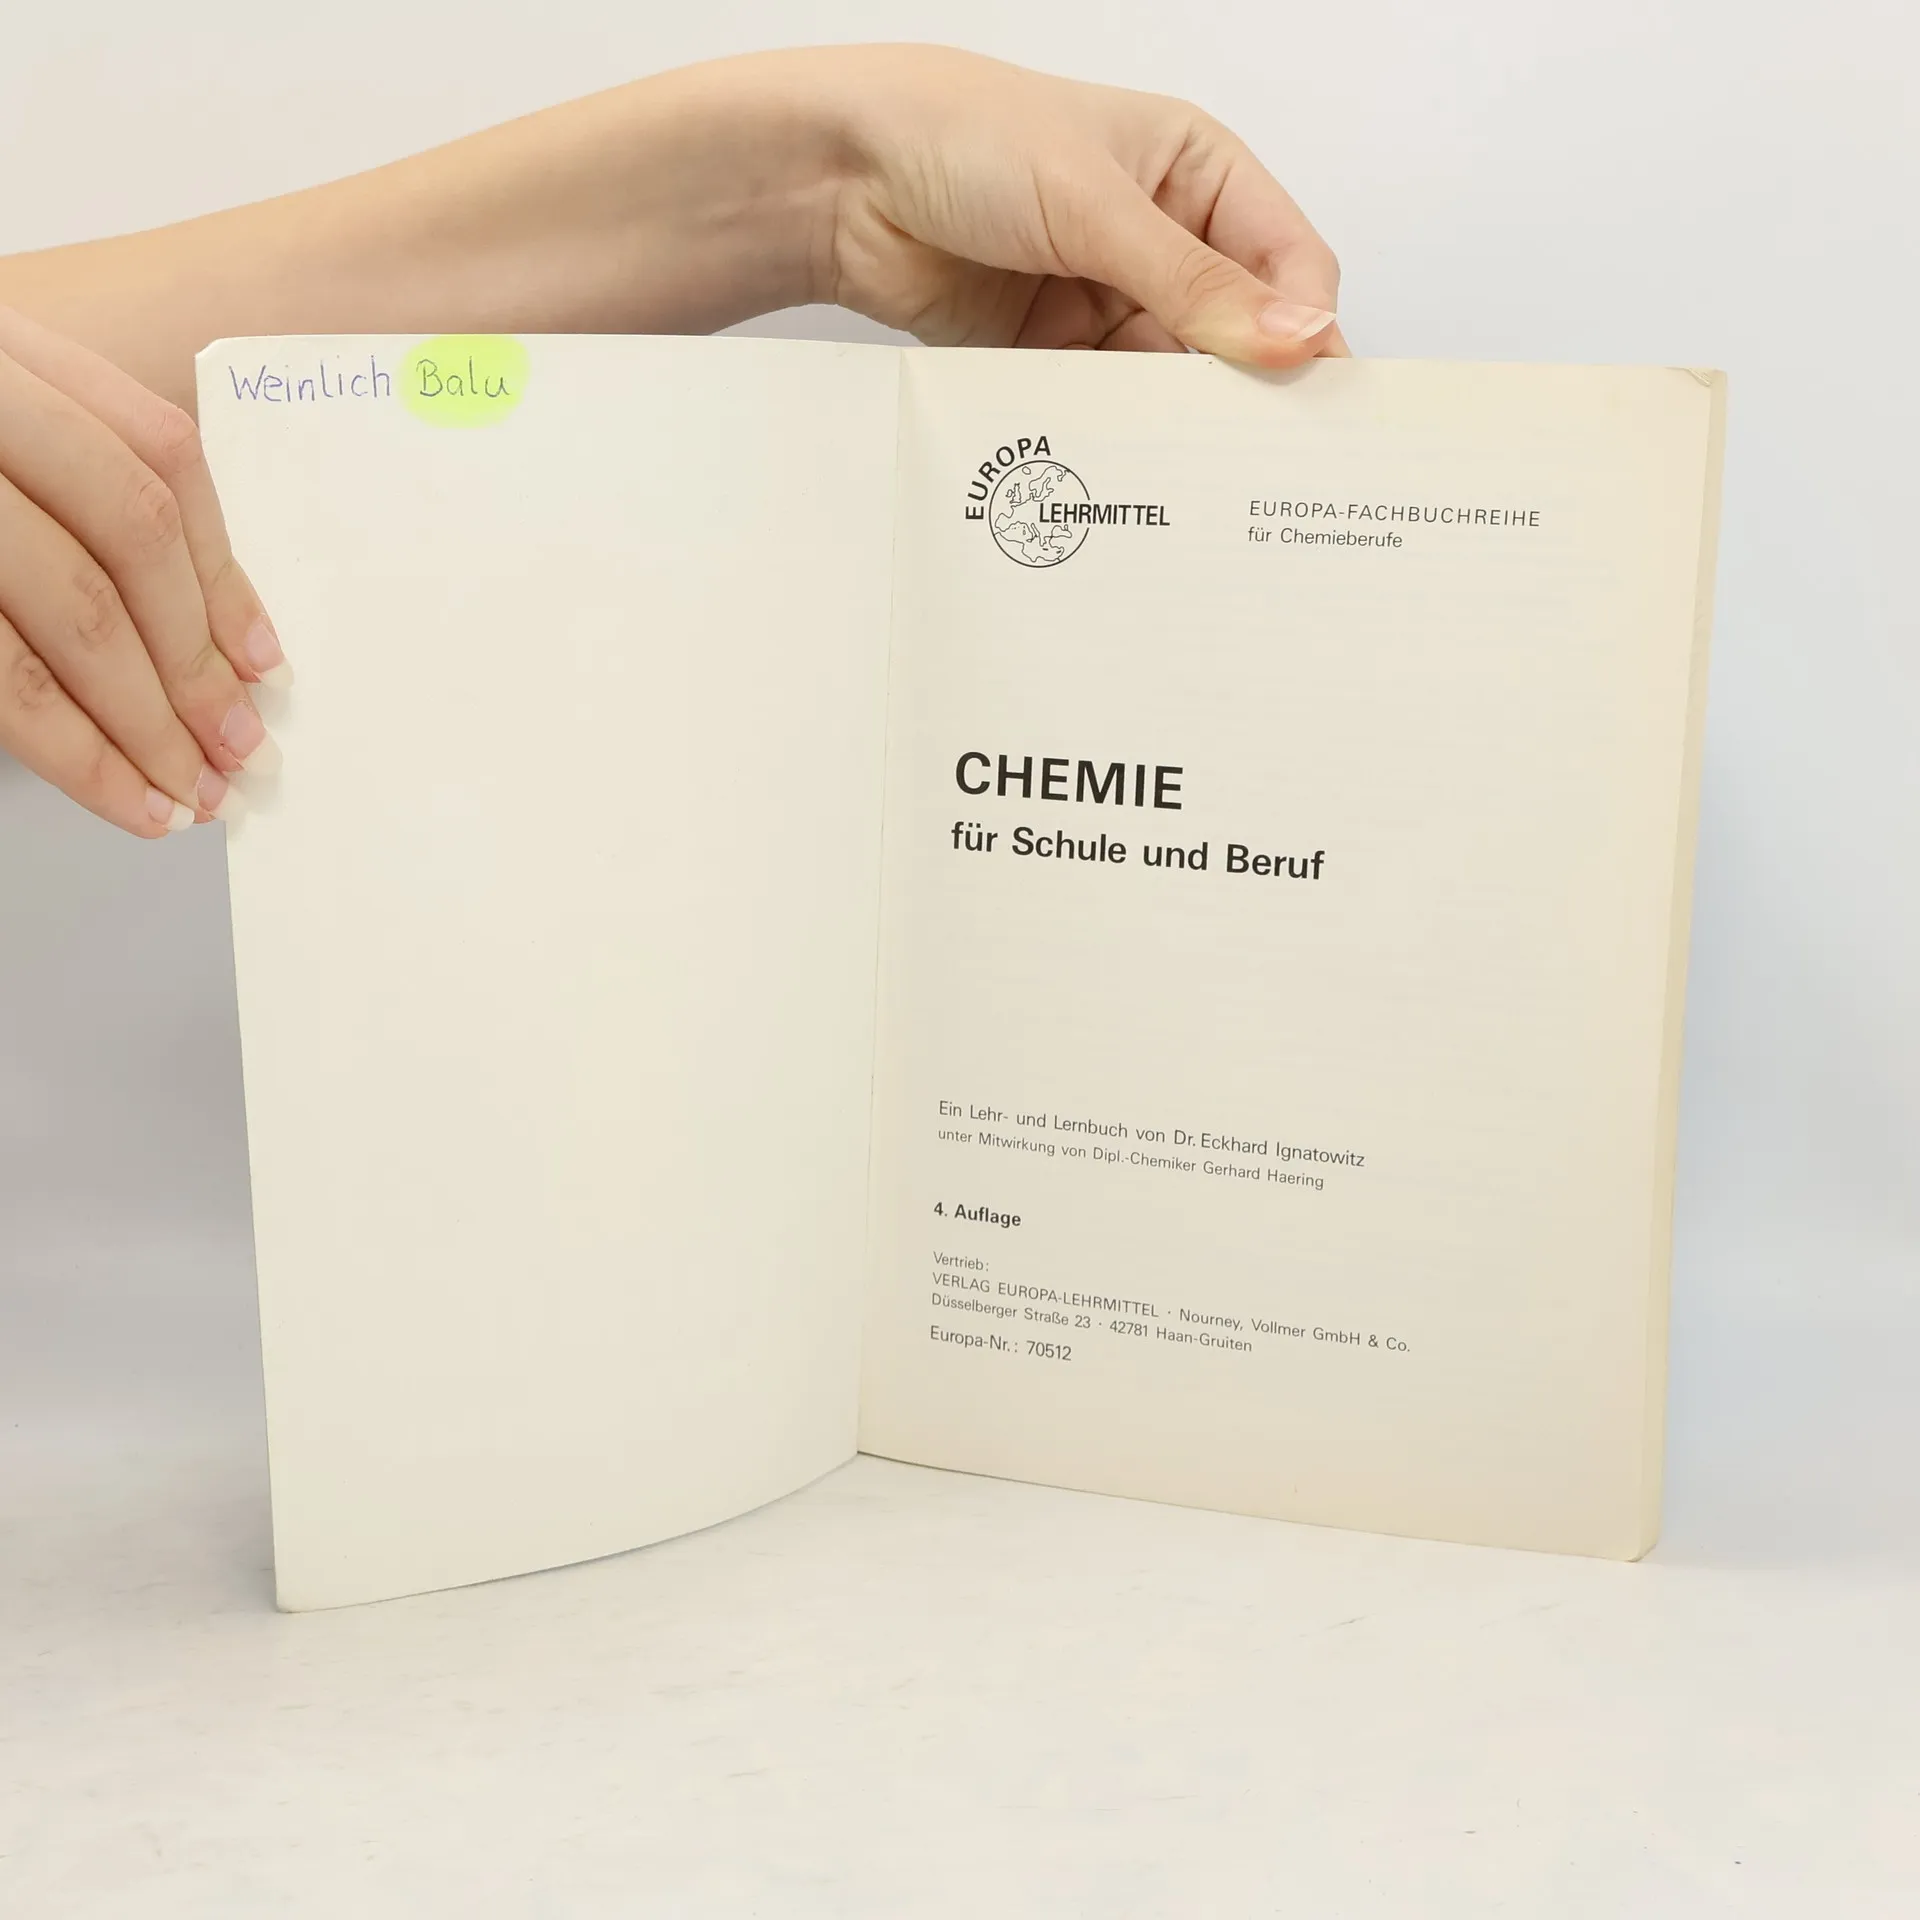 Weinlich Balu
EUROPA
LEHRMITTEL
EUROPA-FACHBUCHREIHE
für Chemieberufe
CHEMIE
für Schule und Beruf
Ein Lehr- und Lernbuch von Dr. Eckhard Ignatowitz
unter Mitwirkung von Dipl.-Chemiker Gerhard Haering
4. Auflage
Vertrieb:
VERLAG EUROPA-LEHRMITTEL · Nourney, Vollmer GmbH & Co.
Düsselberger Straße 23 · 42781 Haan-Gruiten
Europa-Nr.: 70512